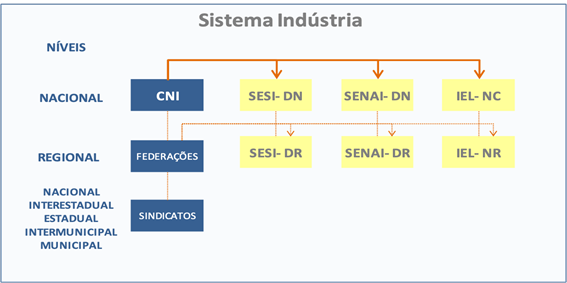 Sistema Indústria
NÍVEIS
NACIONAL
CNI
SESI- DN
SENAI- DN
IEL- NC
REGIONAL
FEDERAÇÕES
SESI- DR
SENAI- DR
IEL- NR
NACIONAL
INTERESTADUAL
ESTADUAL
INTERMUNICIPAL
MUNICIPAL
SINDICATOS